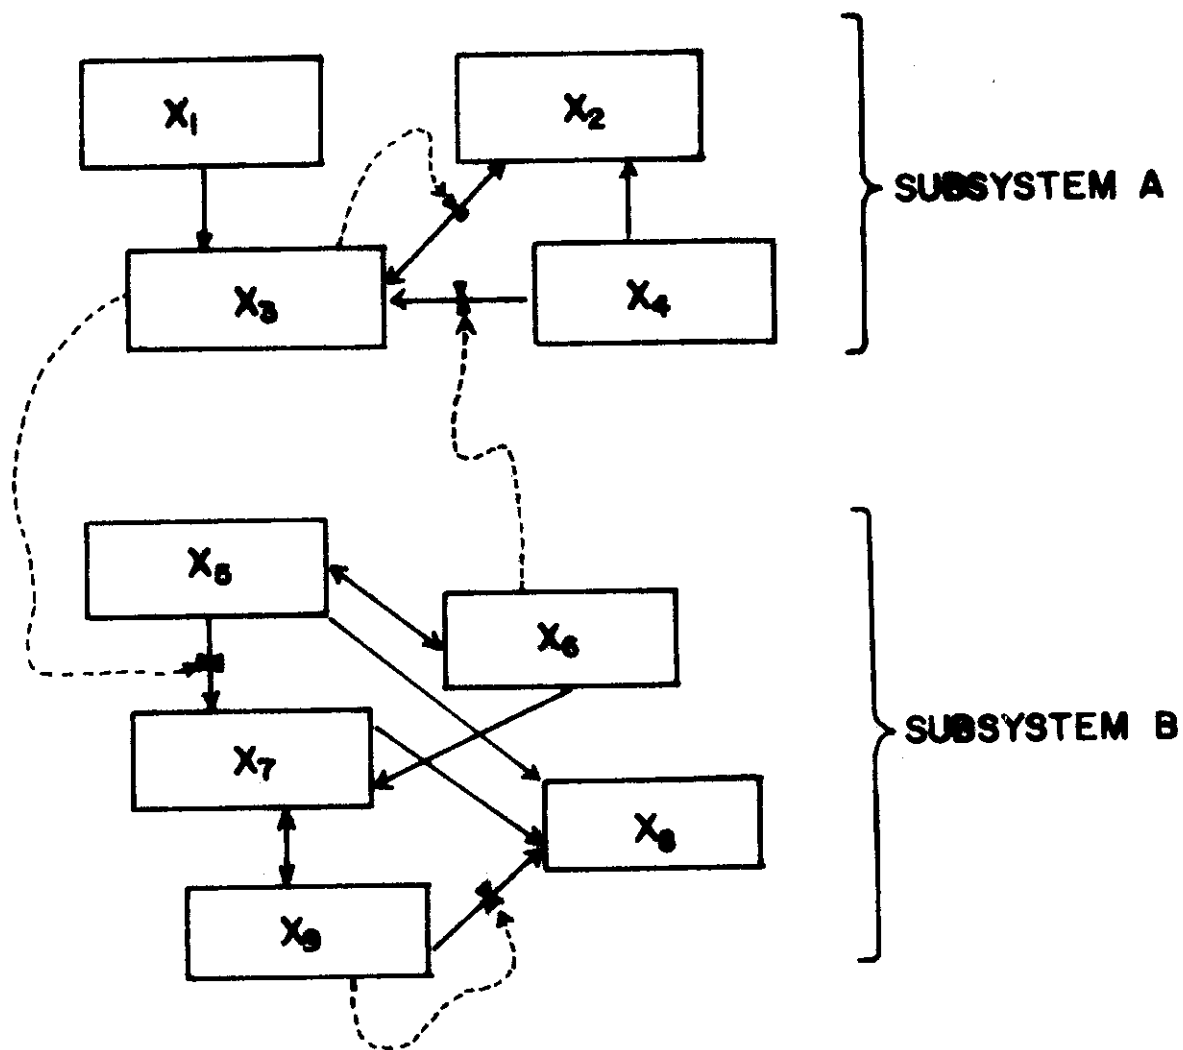 X₁
X₂
SUBSYSTEM A
X₃
X₄
X₅
X₆
SUBSYSTEM B
X₇
X₈
X₉